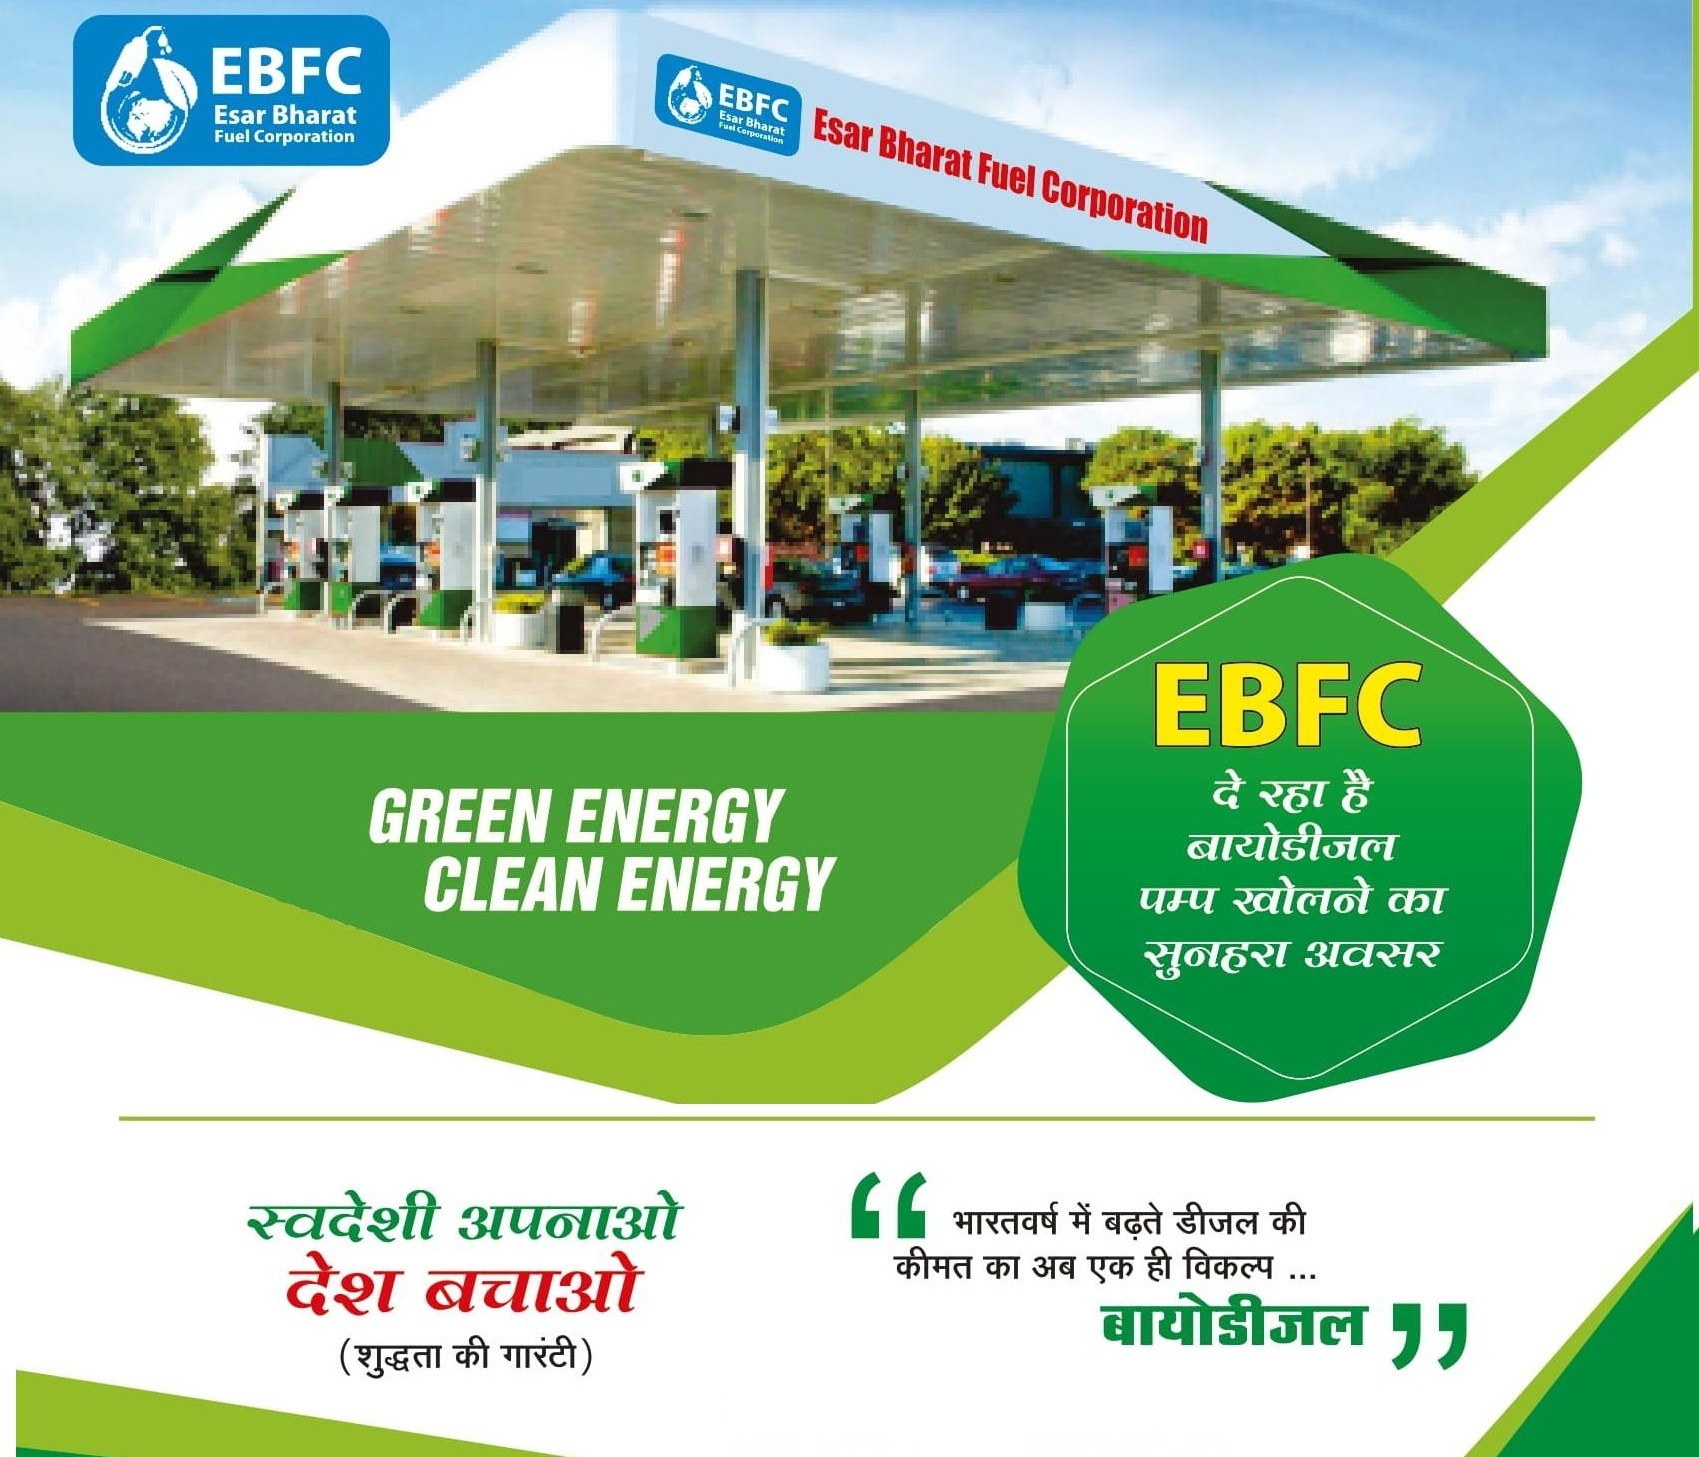 EBFC
Esar Bharat
Fuel Corporation
EBFC
Esar Bharat
Fuel Corporation
Esar Bharat Fuel Corporation
GREEN ENERGY
CLEAN ENERGY
EBFC
दे रहा है
बायोडीजल
पम्प खोलने का
सुनहरा अवसर
स्वदेशी अपनाओ
देश बचाओ
(शुद्धता की गारंटी)
“ भारतवर्ष में बढ़ते डीजल की
कीमत का अब एक ही विकल्प ...
बायोडीजल ”